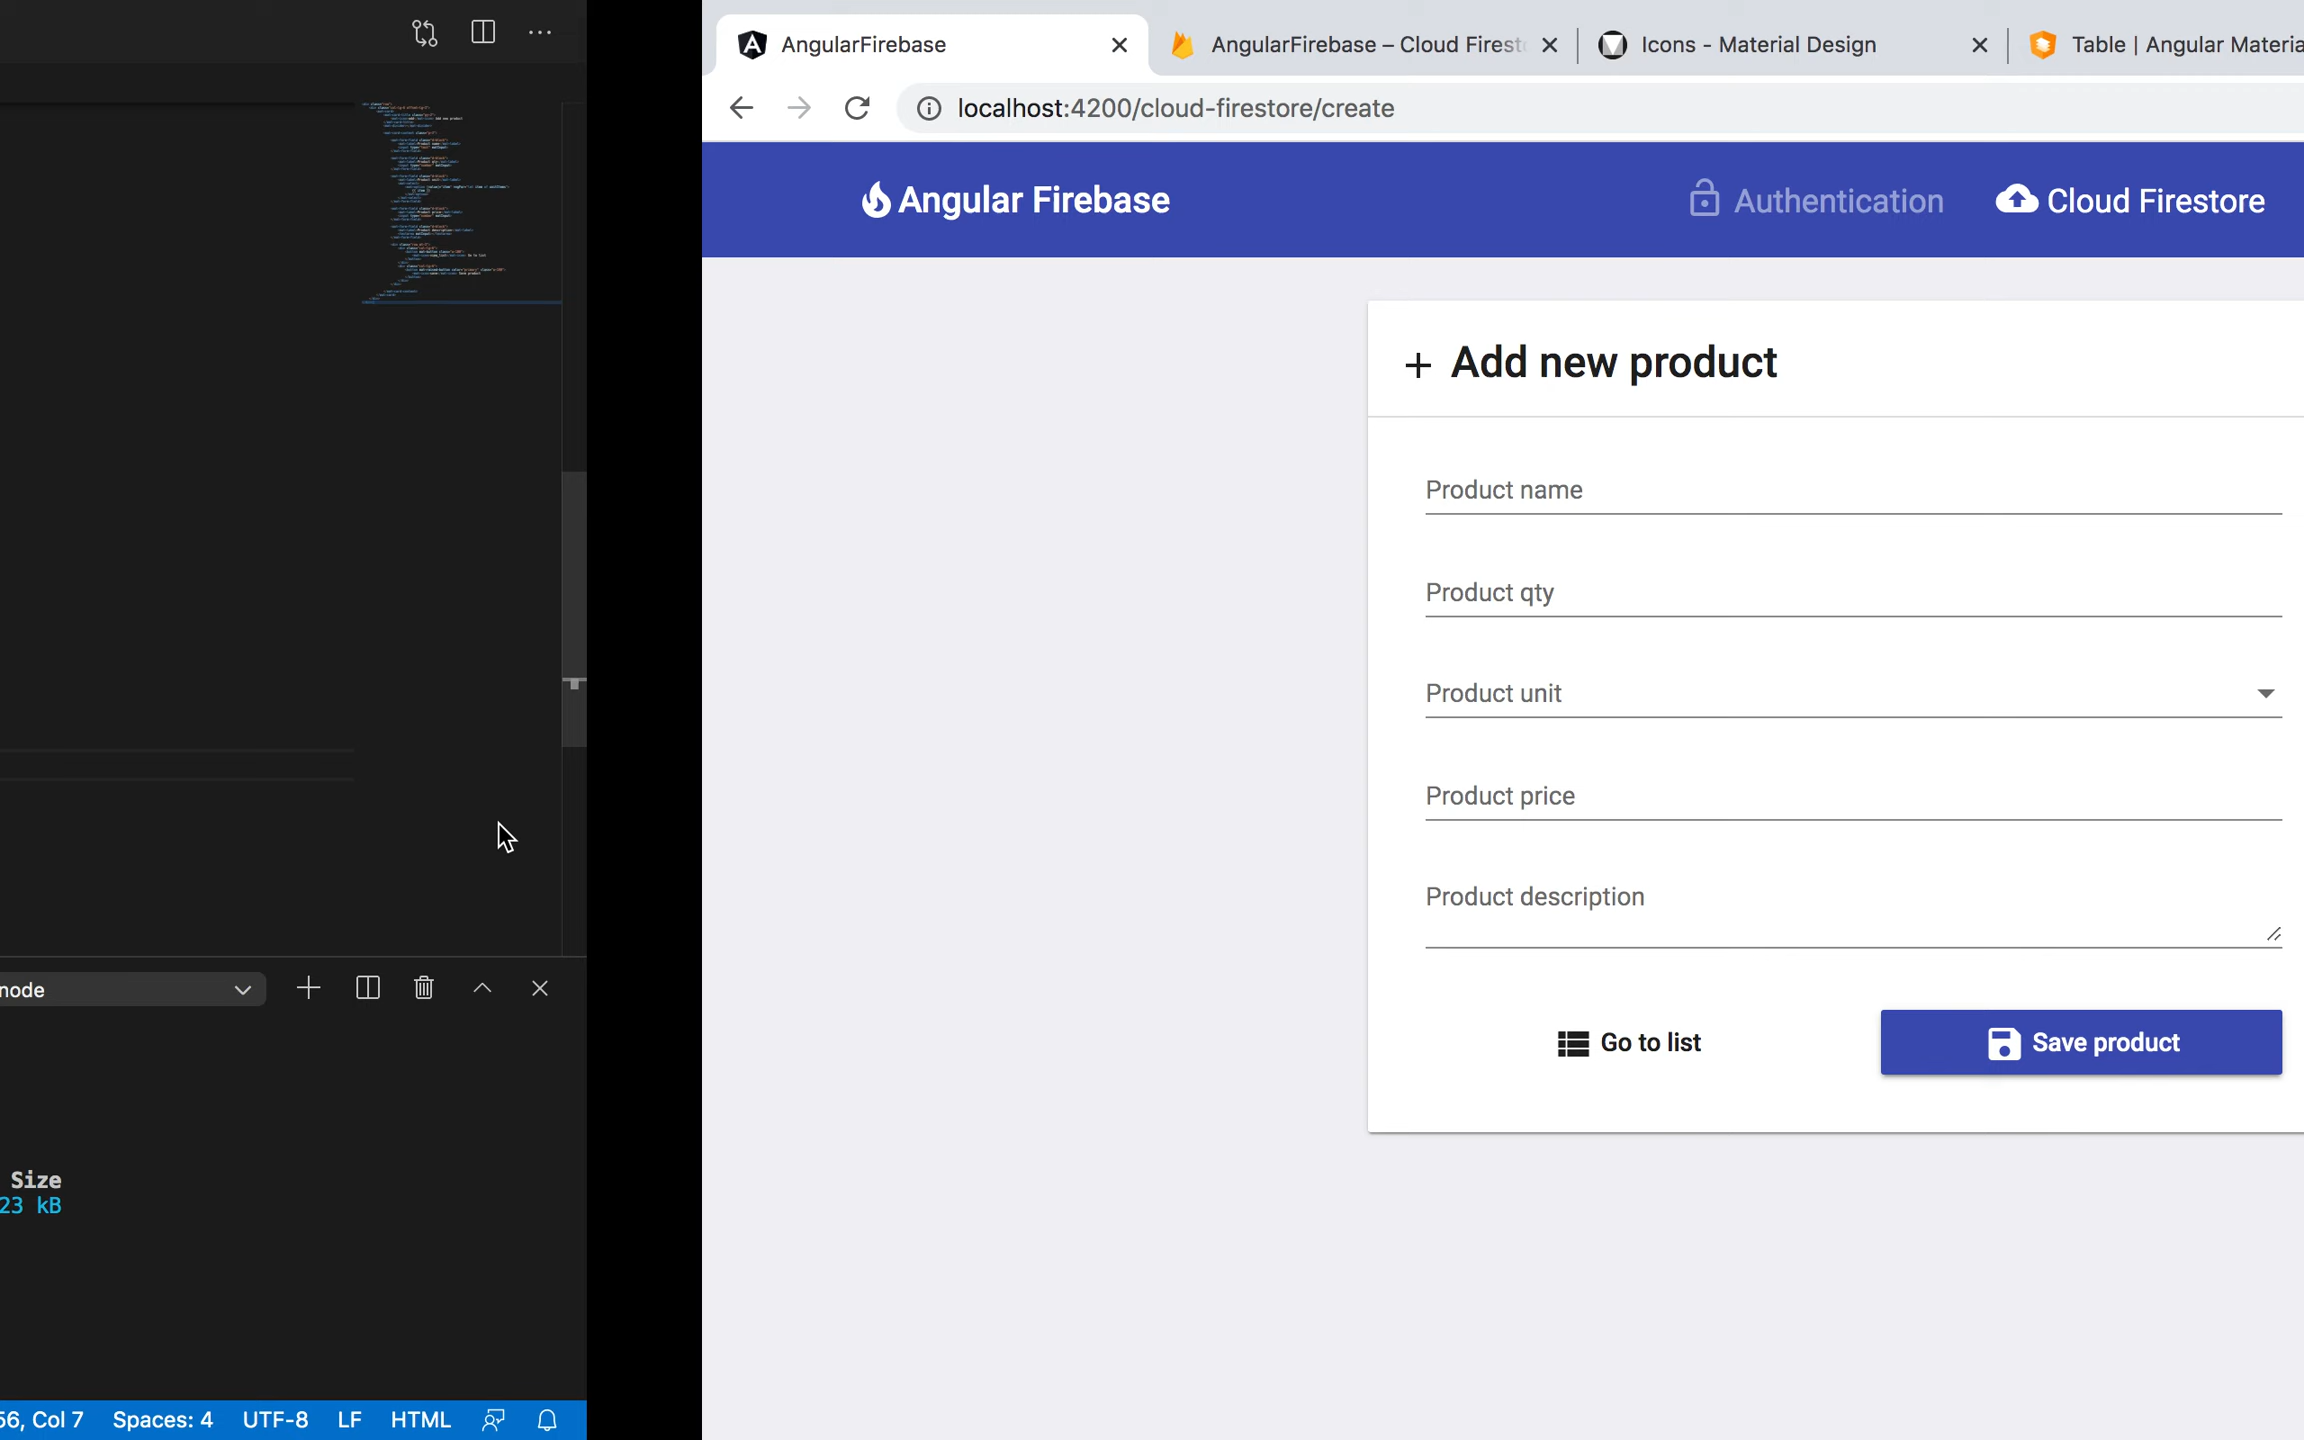 AngularFirebase
AngularFirebase – Cloud Firest
Icons - Material Design
Table | Angular Materia
localhost:4200/cloud-firestore/create
Angular Firebase
Authentication
Cloud Firestore
+ Add new product
Product name
Product qty
Product unit
Product price
Product description
Go to list
Save product
node
Size
23 kB
56, Col 7
Spaces: 4
UTF-8
LF
HTML